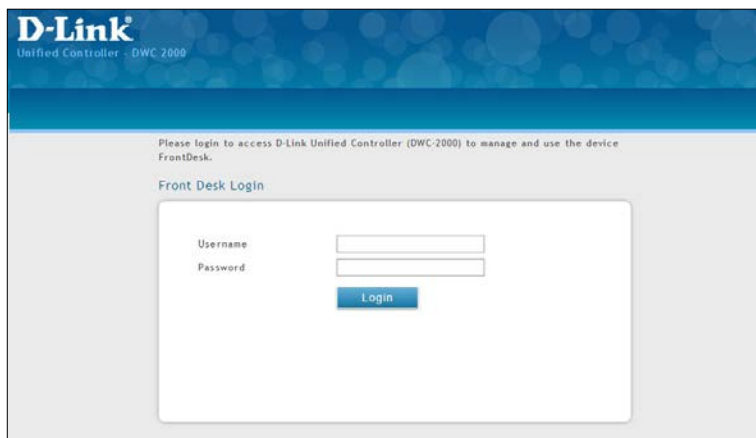 D-Link
Unified Controller - DWC 2000
Please login to access D-Link Unified Controller (DWC-2000) to manage and use the device
FrontDesk.
Front Desk Login
Username
Password
Login